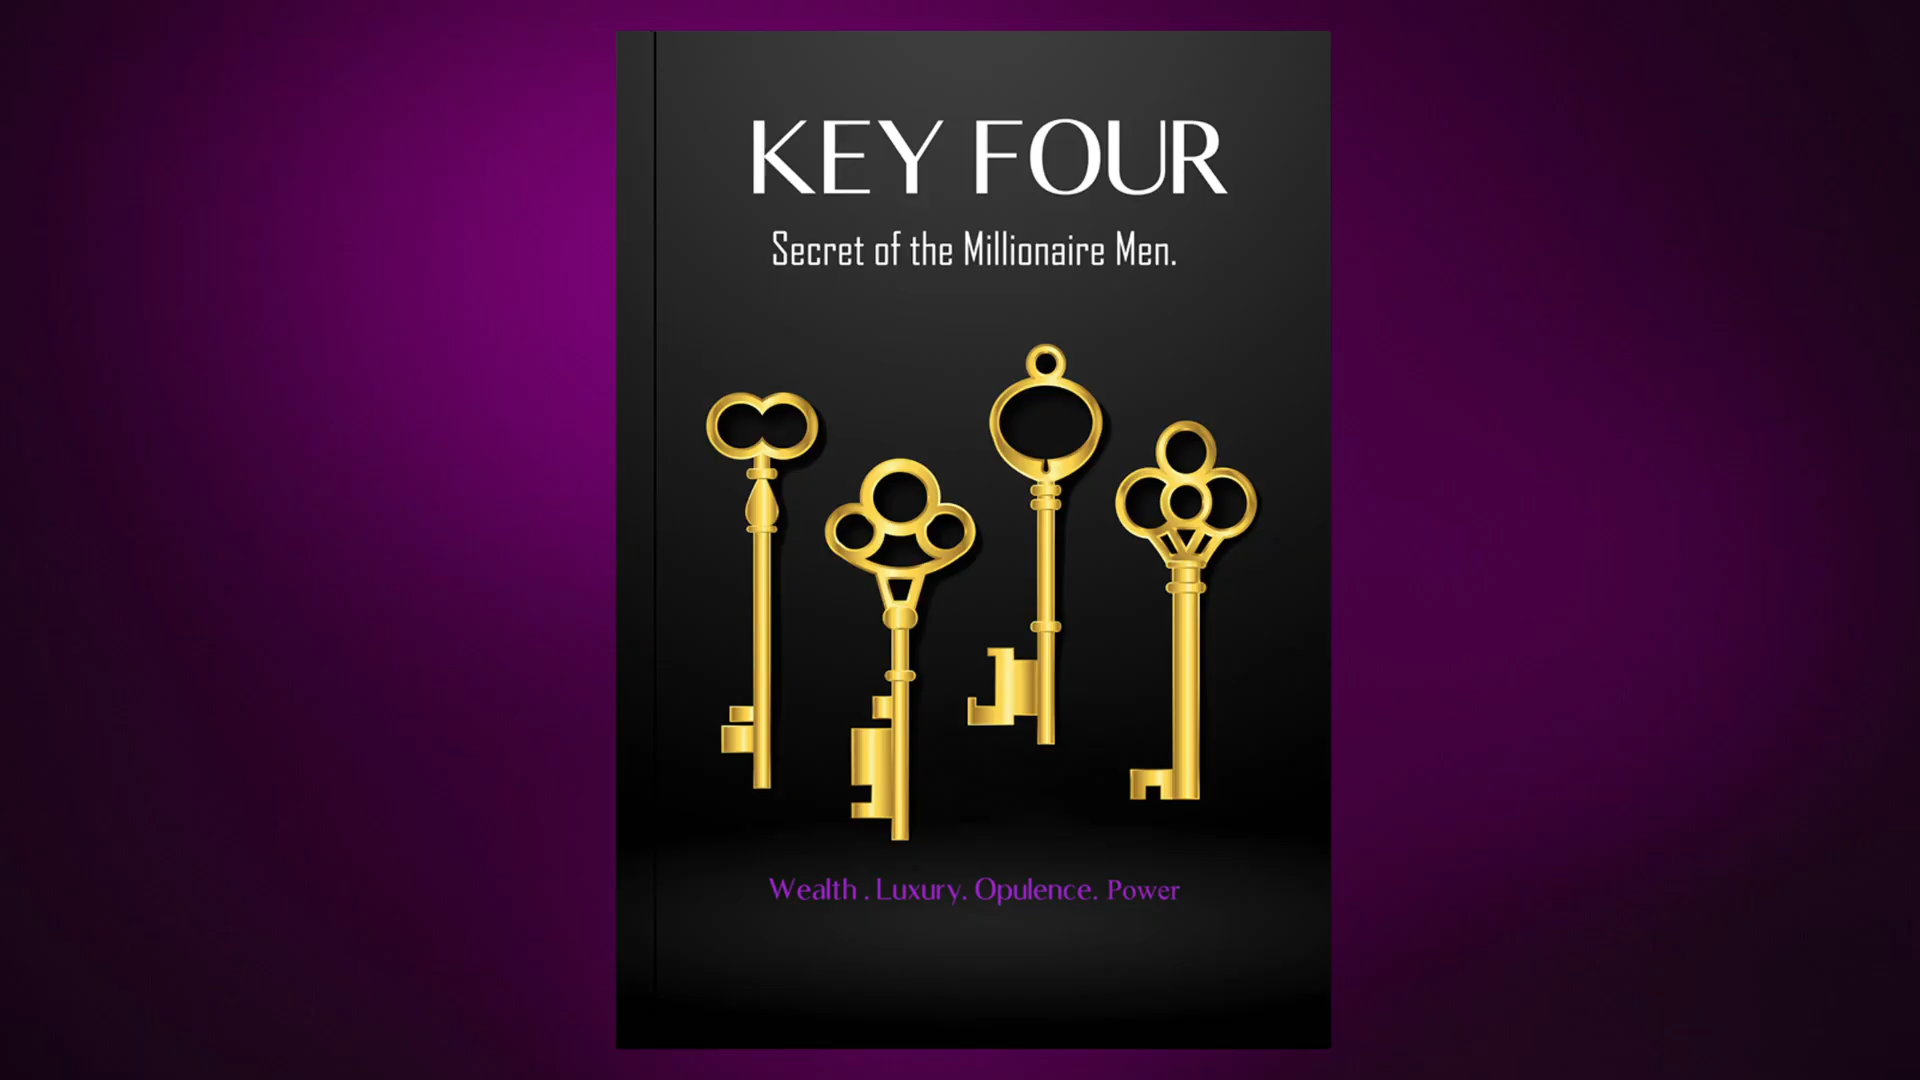 KEY FOUR
Secret of the Millionaire Men.
Wealth . Luxury. Opulence. Power